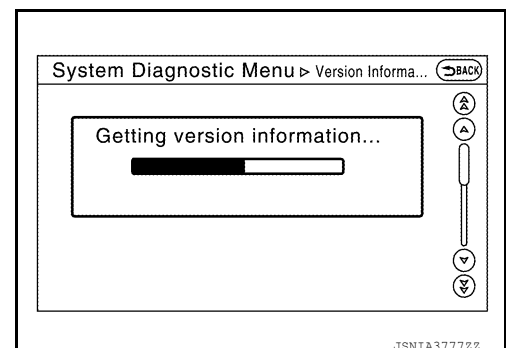 System Diagnostic Menu ▷ Version Informa... BACK
Getting version information...
JSNIA3777ZZ